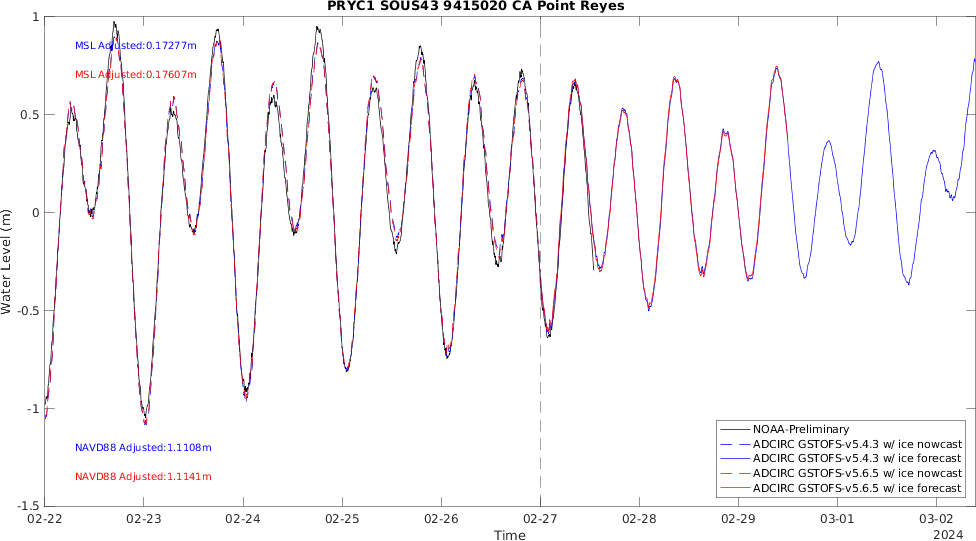 PRYC1 SOUS43 9415020 CA Point Reyes
MSL Adjusted:0.17277m
MSL Adjusted:0.17607m
NAVD88 Adjusted:1.1108m
NAVD88 Adjusted:1.1141m
Water Level (m)
1
0.5
0
-0.5
-1
-1.5
NOAA-Preliminary
ADCIRC GSTOFS-v5.4.3 w/ ice nowcast
ADCIRC GSTOFS-v5.4.3 w/ ice forecast
ADCIRC GSTOFS-v5.6.5 w/ ice nowcast
ADCIRC GSTOFS-v5.6.5 w/ ice forecast
02-22 02-23 02-24 02-25 02-26 02-27 02-28 02-29 03-01 03-02
Time
2024